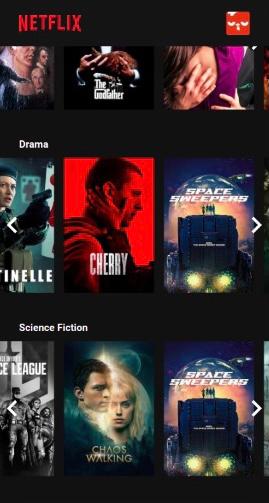 NETFLIX
The
Godfather
Drama
TINELLE
CHERRY
SPACE
SWEEPERS
Science Fiction
CE LEAGUE
CHAOS
WALKING
SPACE
SWEEPERS